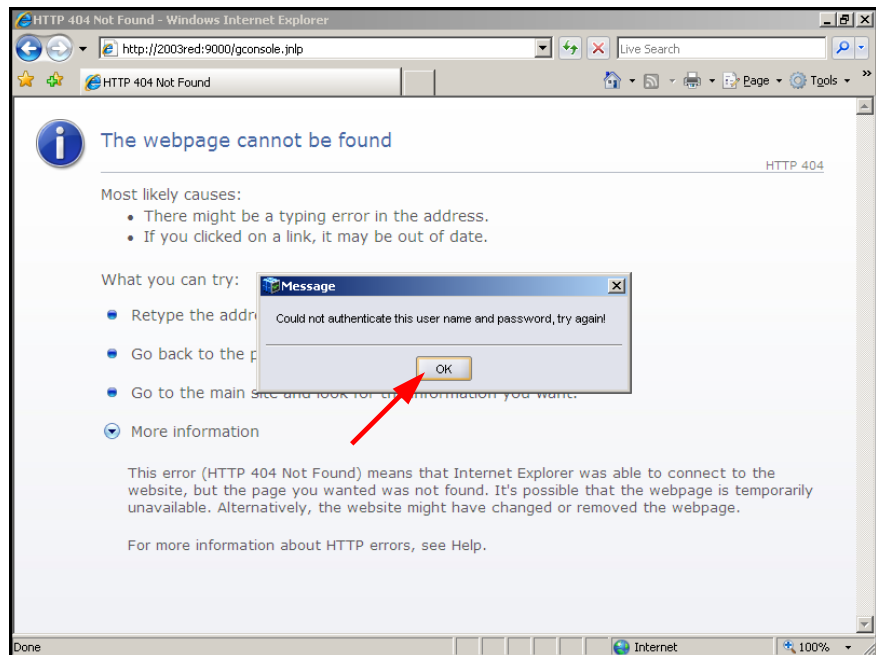 HTTP 404 Not Found - Windows Internet Explorer
http://2003red:9000/gconsole.jnlp
Live Search
HTTP 404 Not Found
Page
Tools
The webpage cannot be found
HTTP 404
Most likely causes:
• There might be a typing error in the address.
• If you clicked on a link, it may be out of date.
What you can try:
Message
Could not authenticate this user name and password, try again!
OK
Retype the addr
Go back to the p
Go to the main site and look for the information you want.
More information
This error (HTTP 404 Not Found) means that Internet Explorer was able to connect to the
website, but the page you wanted was not found. It's possible that the webpage is temporarily
unavailable. Alternatively, the website might have changed or removed the webpage.
For more information about HTTP errors, see Help.
Done
Internet
100%